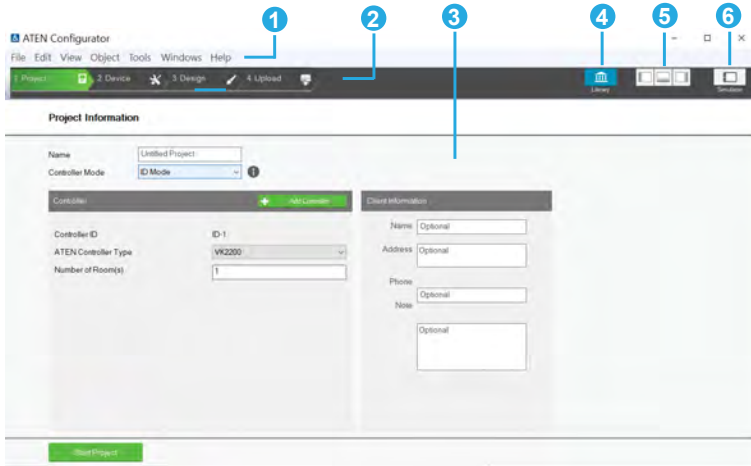 1 2 3 4 5 6
ATEN Configurator
File Edit View Object Tools Windows Help
1 Project 2 Device 3 Design 4 Upload
Library Simulation
Project Information
Name Untitled Project
Controller Mode ID Mode
Controller Add Controller Client Information
Controller ID ID-1
ATEN Controller Type VK2200
Number of Room(s) 1
Name Optional
Address Optional
Phone
Optional
Note
Optional
Start Project